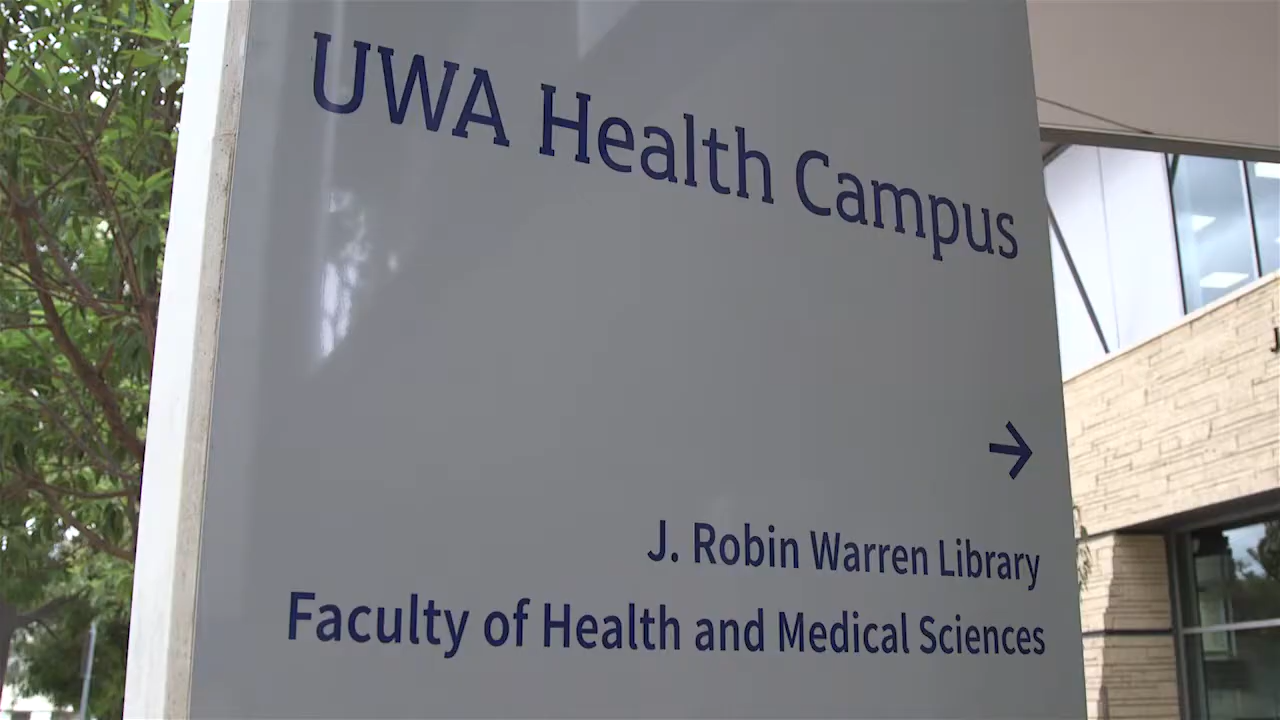 UWA Health Campus
→
J. Robin Warren Library
Faculty of Health and Medical Sciences